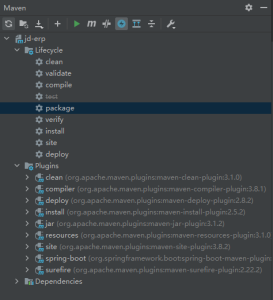 Maven
jd-erp
Lifecycle
clean
validate
compile
test
package
verify
install
site
deploy
Plugins
clean (org.apache.maven.plugins:maven-clean-plugin:3.1.0)
compiler (org.apache.maven.plugins:maven-compiler-plugin:3.8.1)
deploy (org.apache.maven.plugins:maven-deploy-plugin:2.8.2)
install (org.apache.maven.plugins:maven-install-plugin:2.5.2)
jar (org.apache.maven.plugins:maven-jar-plugin:3.1.2)
resources (org.apache.maven.plugins:maven-resources-plugin:3.1.0
site (org.apache.maven.plugins:maven-site-plugin:3.8.2)
spring-boot (org.springframework.boot:spring-boot-maven-plugin
surefire (org.apache.maven.plugins:maven-surefire-plugin:2.22.2)
Dependencies